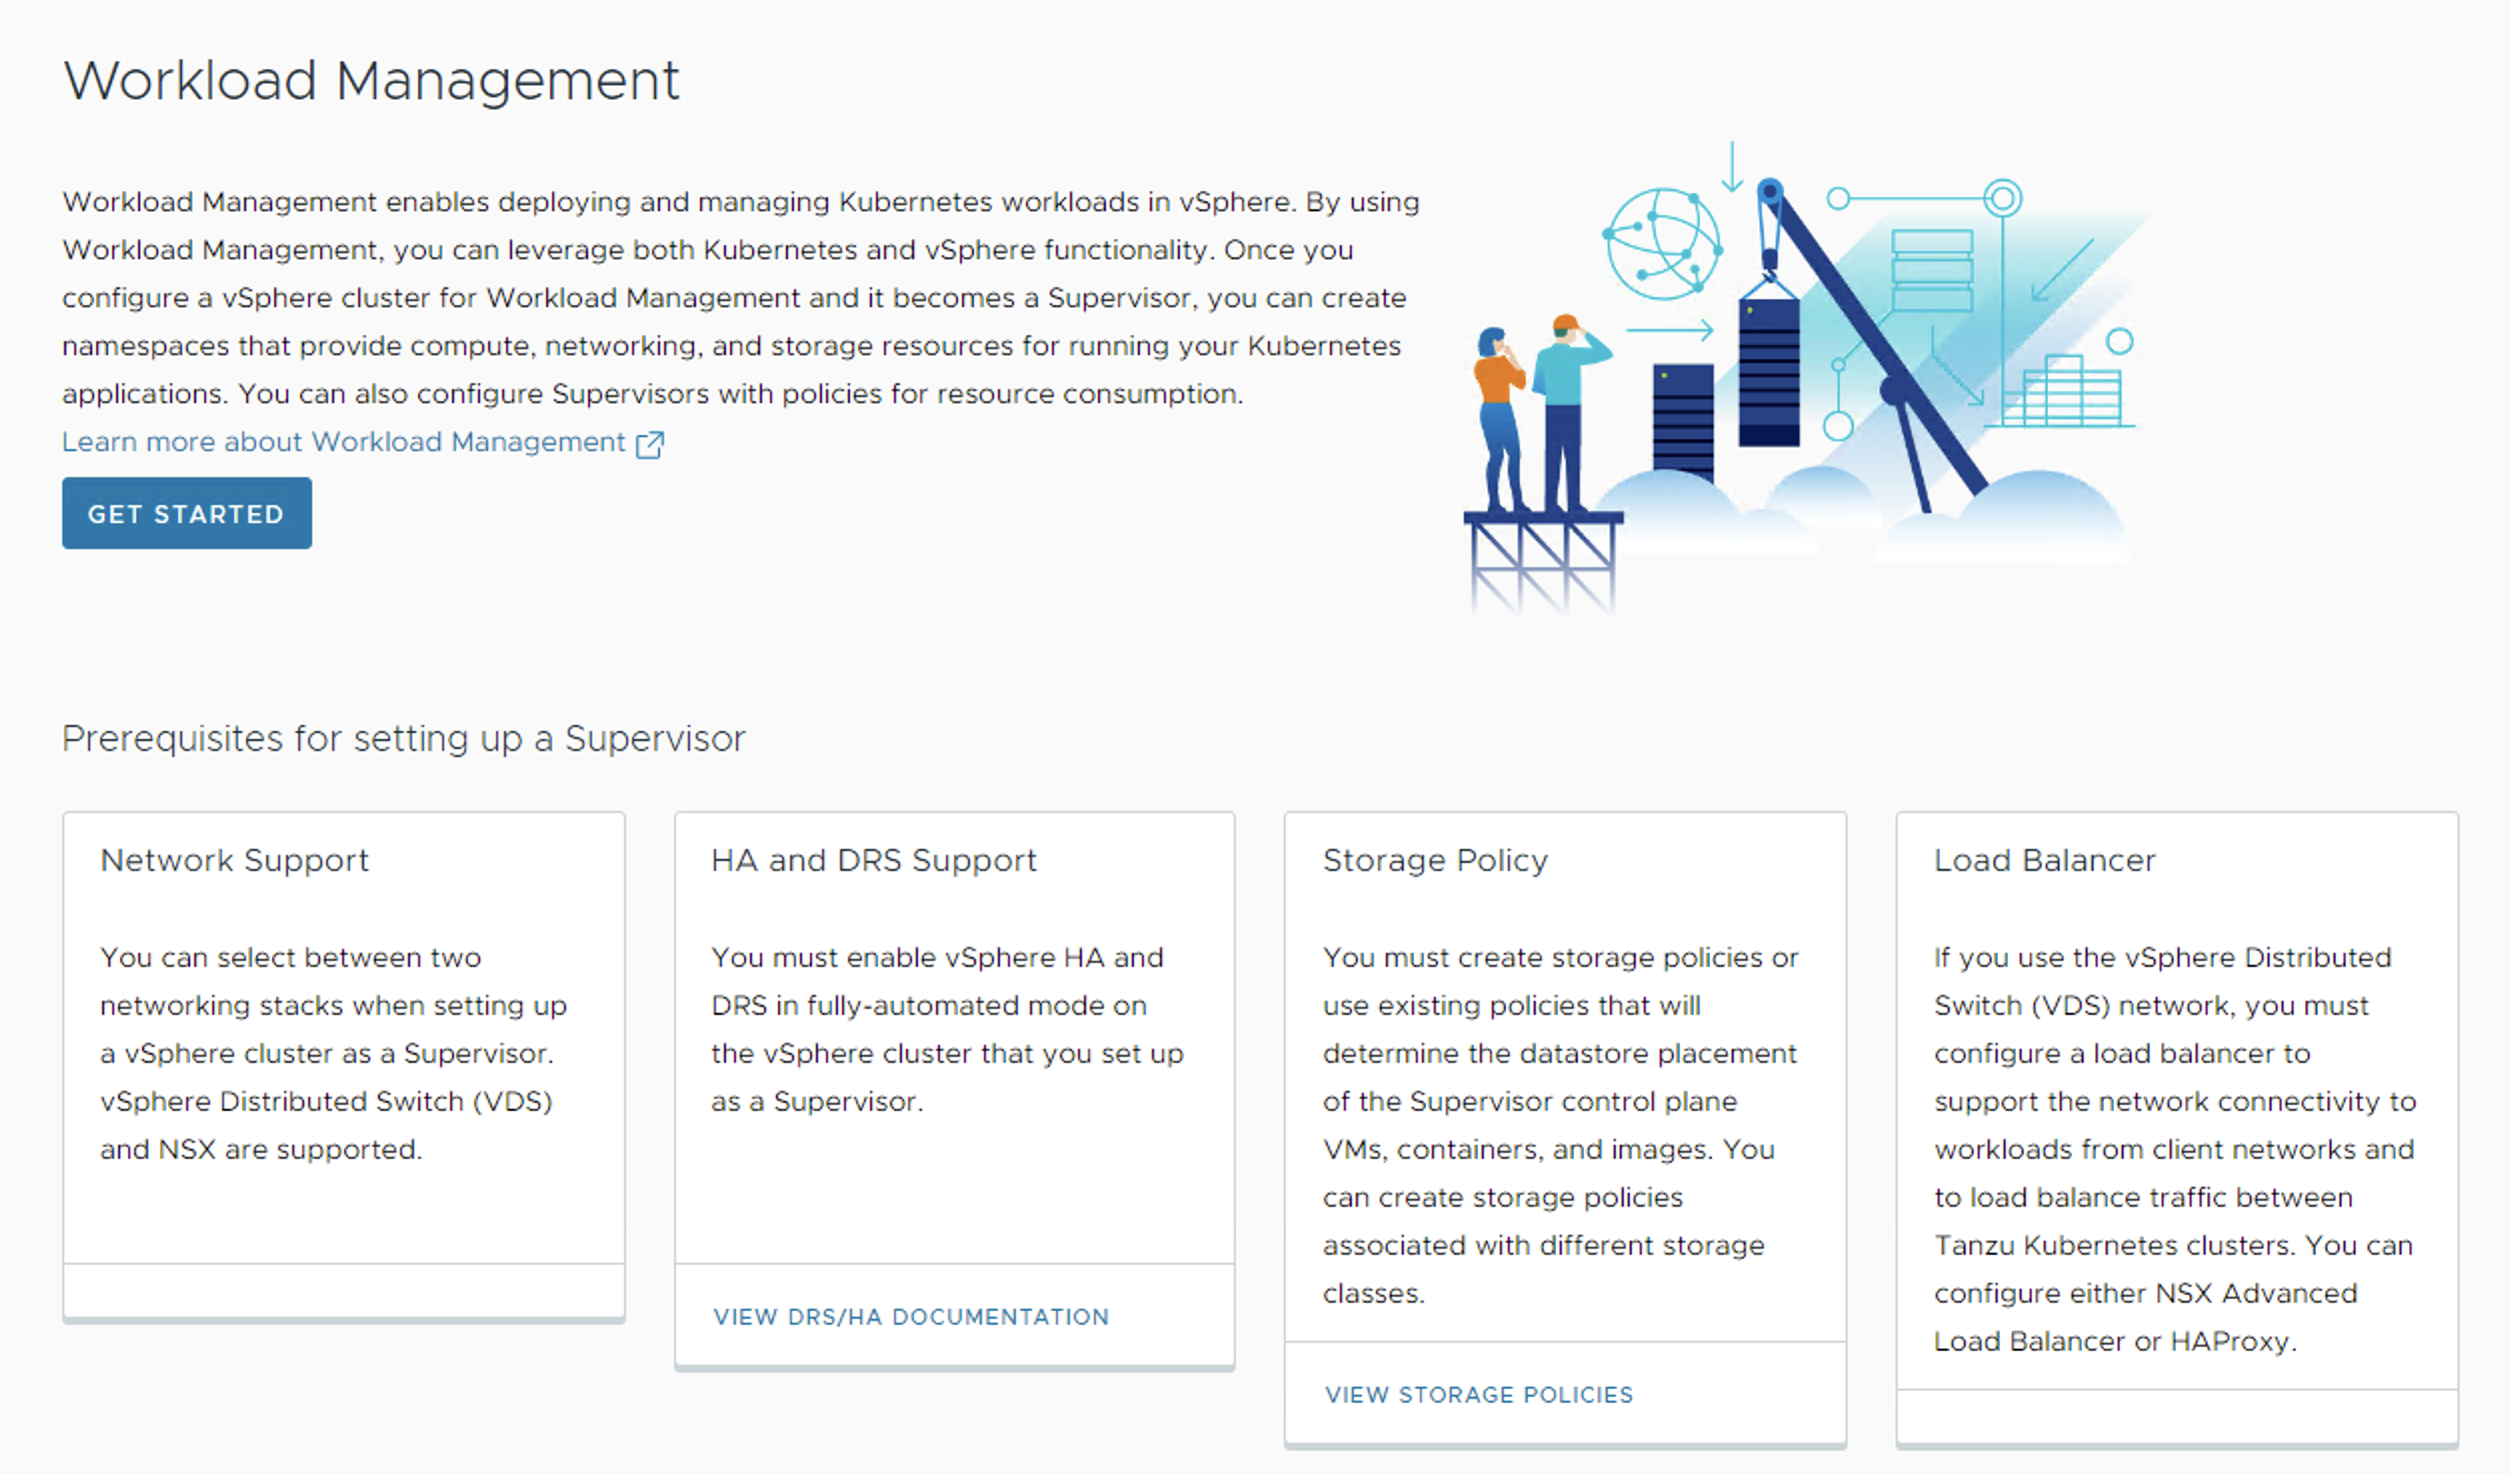 Workload Management
Workload Management enables deploying and managing Kubernetes workloads in vSphere. By using
Workload Management, you can leverage both Kubernetes and vSphere functionality. Once you
configure a vSphere cluster for Workload Management and it becomes a Supervisor, you can create
namespaces that provide compute, networking, and storage resources for running your Kubernetes
applications. You can also configure Supervisors with policies for resource consumption.
Learn more about Workload Management
GET STARTED
Prerequisites for setting up a Supervisor
Network Support
You can select between two
networking stacks when setting up
a vSphere cluster as a Supervisor.
vSphere Distributed Switch (VDS)
and NSX are supported.
HA and DRS Support
You must enable vSphere HA and
DRS in fully-automated mode on
the vSphere cluster that you set up
as a Supervisor.
VIEW DRS/HA DOCUMENTATION
Storage Policy
You must create storage policies or
use existing policies that will
determine the datastore placement
of the Supervisor control plane
VMs, containers, and images. You
can create storage policies
associated with different storage
classes.
VIEW STORAGE POLICIES
Load Balancer
If you use the vSphere Distributed
Switch (VDS) network, you must
configure a load balancer to
support the network connectivity to
workloads from client networks and
to load balance traffic between
Tanzu Kubernetes clusters. You can
configure either NSX Advanced
Load Balancer or HAProxy.